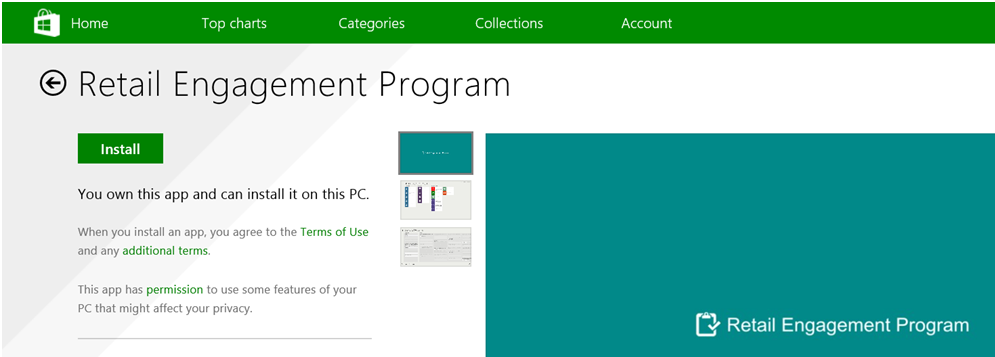 Home Top charts Categories Collections Account
Retail Engagement Program
Install
You own this app and can install it on this PC.
When you install an app, you agree to the Terms of Use
and any additional terms.
This app has permission to use some features of your
PC that might affect your privacy.
Retail Engagement Program